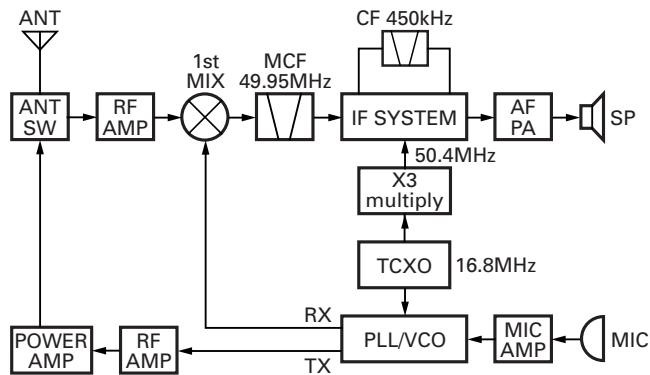 ANT
ANT
SW
RF
AMP
1st
MIX
MCF
49.95MHz
CF 450kHz
IF SYSTEM
AF
PA
SP
50.4MHz
X3
multiply
TCXO
16.8MHz
RX
PLL/VCO
TX
MIC
AMP
MIC
POWER
AMP
RF
AMP